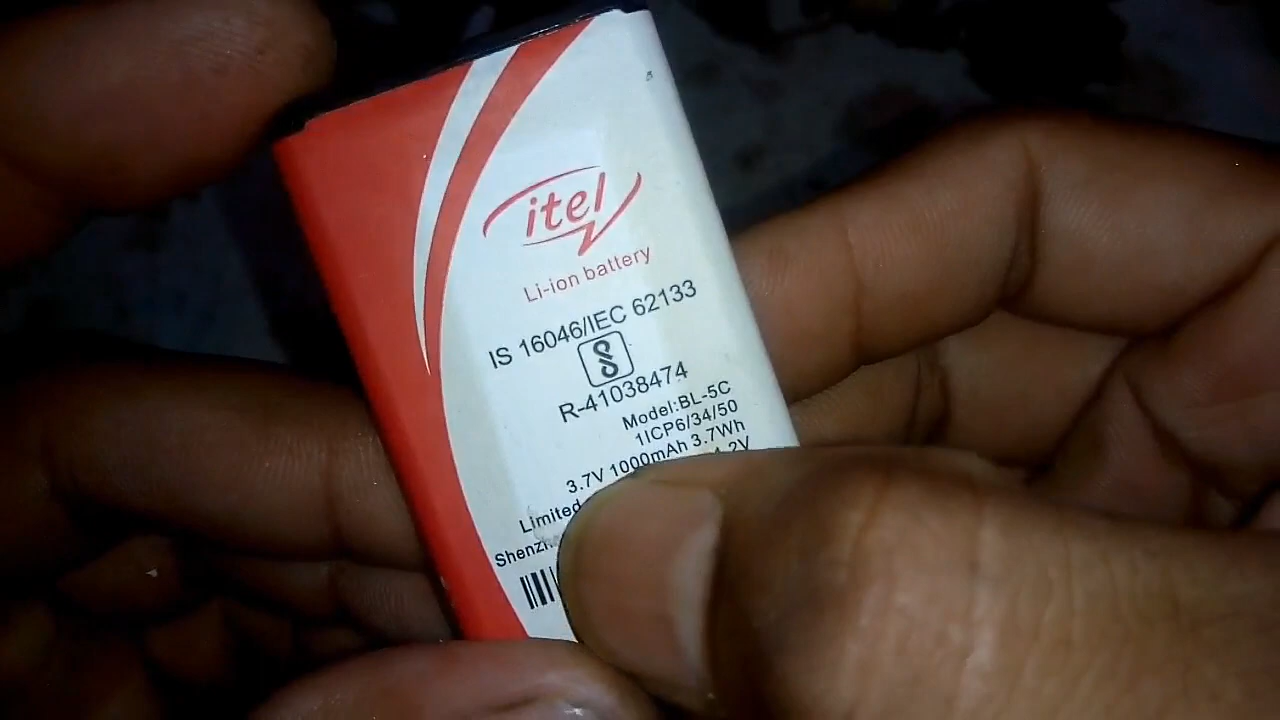 itel
Li-ion battery
IS 16046/IEC 62133
R-41038474
Model:BL-5C
1ICP6/34/50
3.7V 1000mAh 3.7Wh
Limited